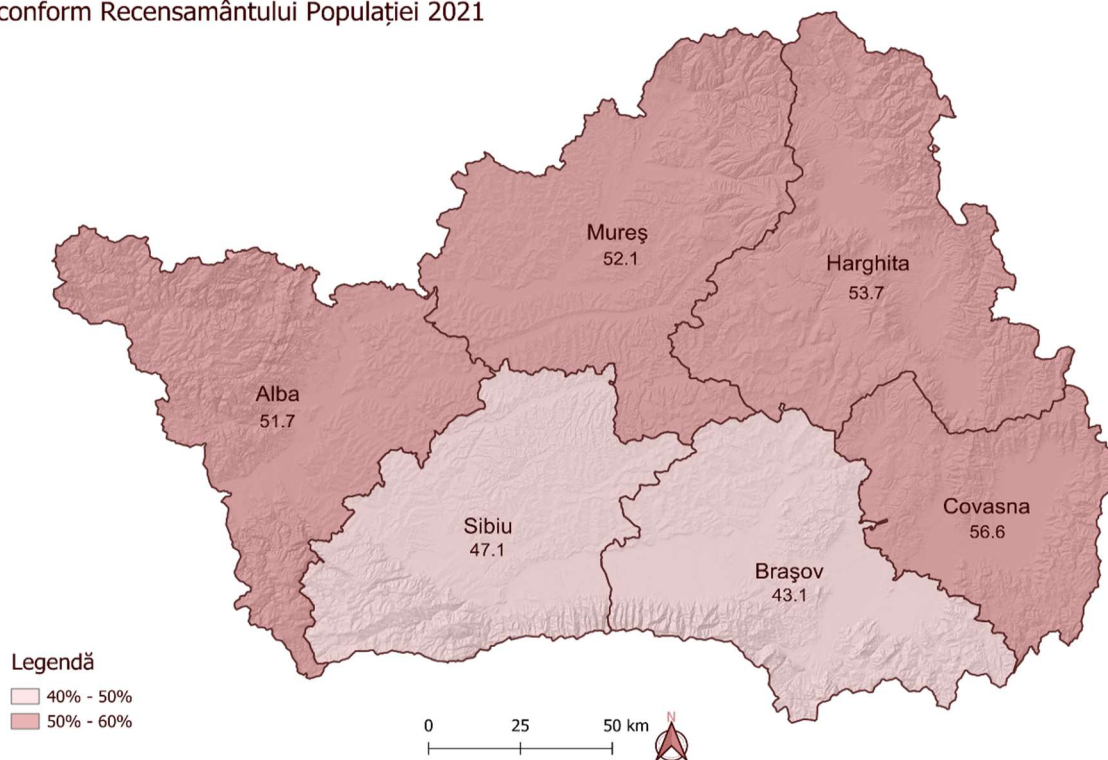 conform Recensamântului Populației 2021
Mureş
52.1
Harghita
53.7
Alba
51.7
Covasna
56.6
Sibiu
47.1
Braşov
43.1
Legendă
40% - 50%
50% - 60%
0 25 50 km
N